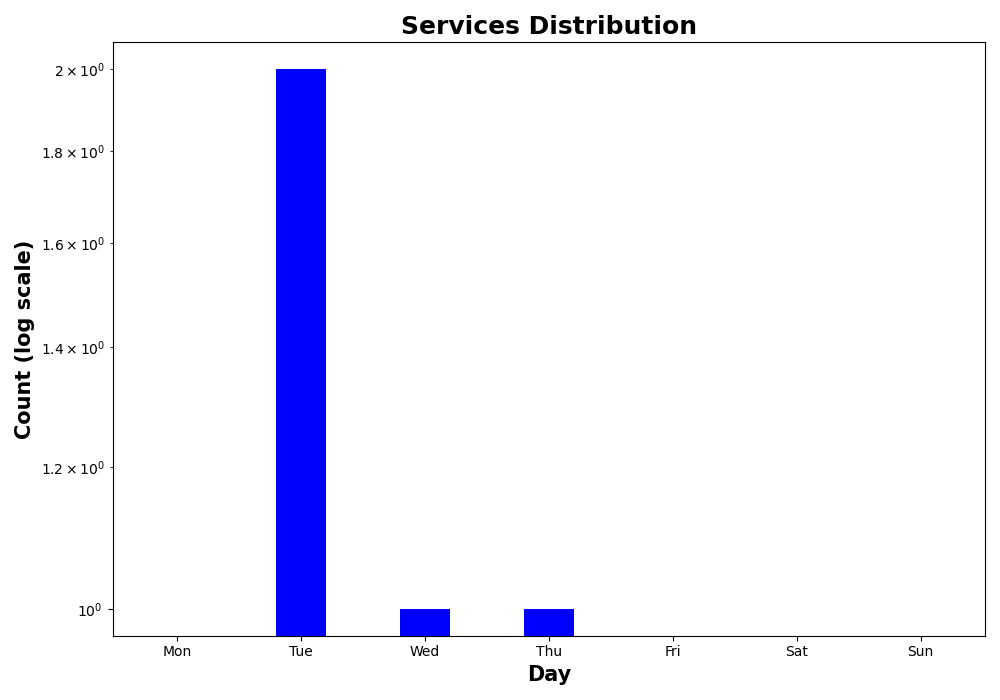 Services Distribution
Count (log scale)
2 × 10⁰
1.8 × 10⁰
1.6 × 10⁰
1.4 × 10⁰
1.2 × 10⁰
10⁰
Mon Tue Wed Thu Fri Sat Sun
Day